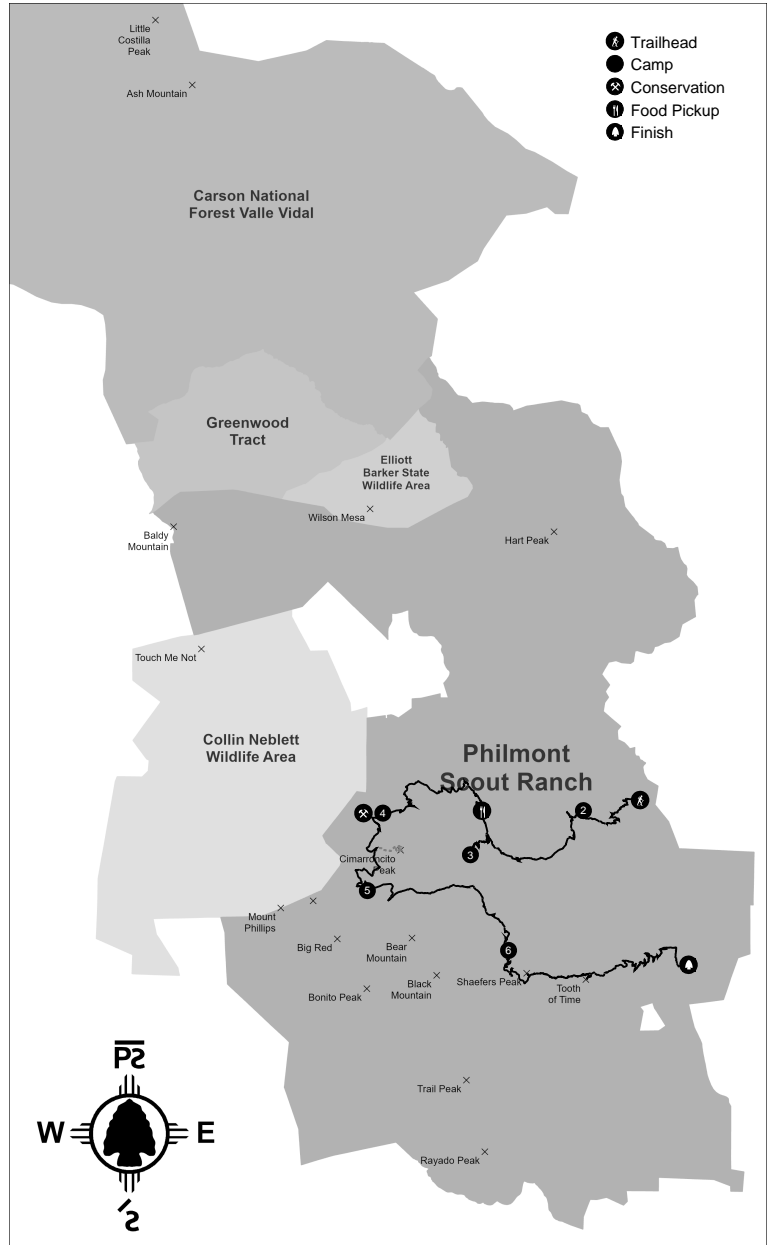 Little
Costilla
Peak
Ash Mountain
Trailhead
Camp
Conservation
Food Pickup
Finish
Carson National
Forest Valle Vidal
Greenwood
Tract
Elliott
Barker State
Wildlife Area
Wilson Mesa
Baldy
Mountain
Hart Peak
Touch Me Not
Collin Neblett
Wildlife Area
Philmont
Scout Ranch
2
4
3
Cimarroncito
Peak
5
Mount
Phillips
Big Red
Bear
Mountain
6
Bonito Peak
Black
Mountain
Shaefers Peak
Tooth
of Time
Trail Peak
Rayado Peak
W
E